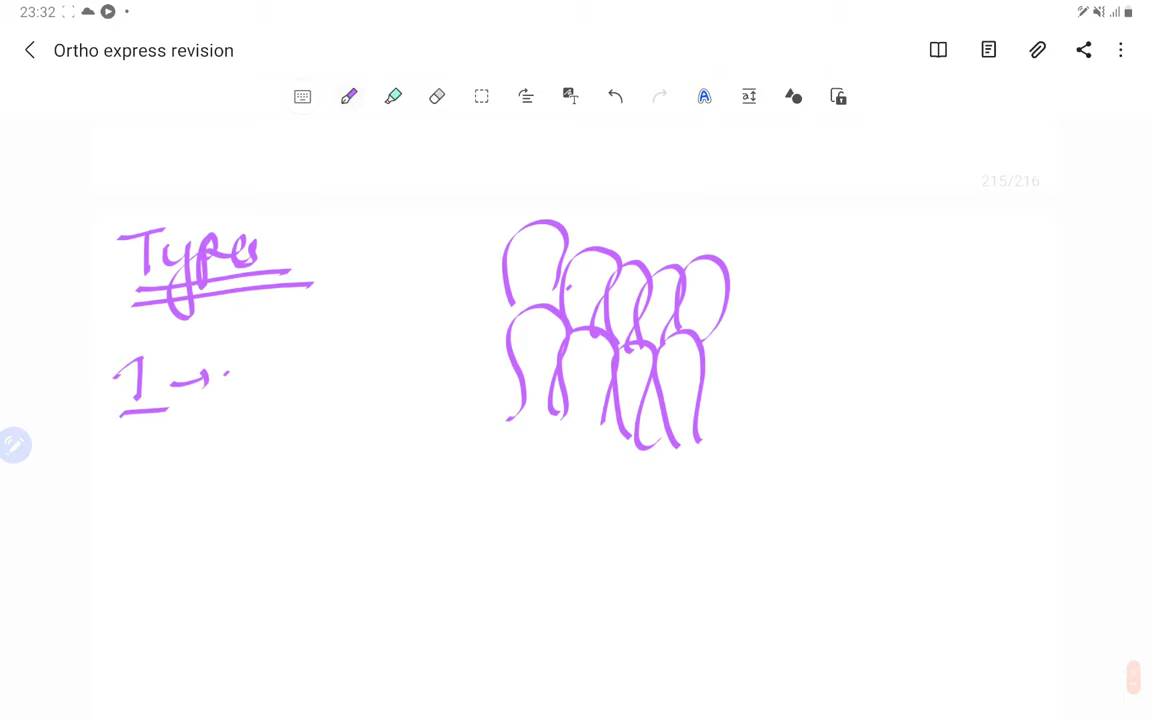 23:32
Ortho express revision
215/216
Types
1 →